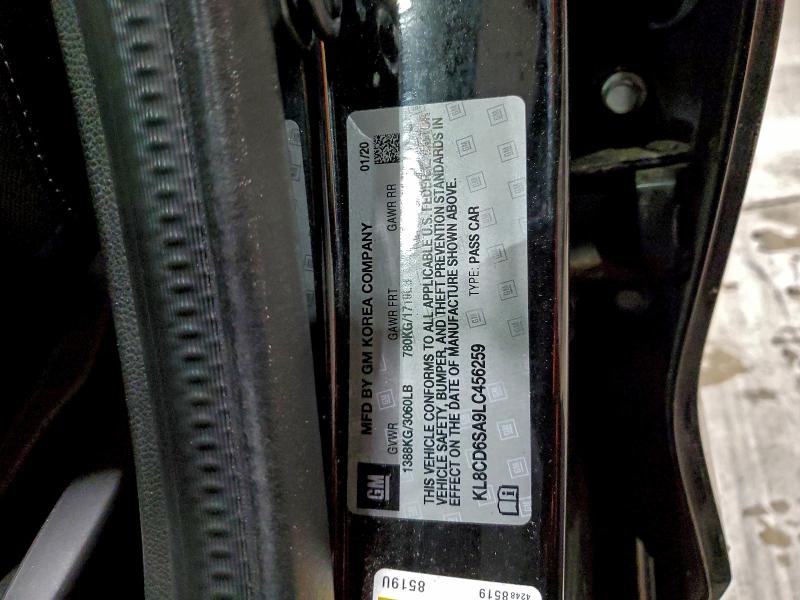 MFD BY GM KOREA COMPANY 01/20
GVWR GAWR FRT GAWR RR
1388KG/3060LB 780KG/1719LB
THIS VEHICLE CONFORMS TO ALL APPLICABLE U.S. FEDERAL MOTOR
VEHICLE SAFETY, BUMPER, AND THEFT PREVENTION STANDARDS IN
EFFECT ON THE DATE OF MANUFACTURE SHOWN ABOVE.
TYPE: PASS CAR
KL8CD6SA9LC456259
GM
8519U
42488519